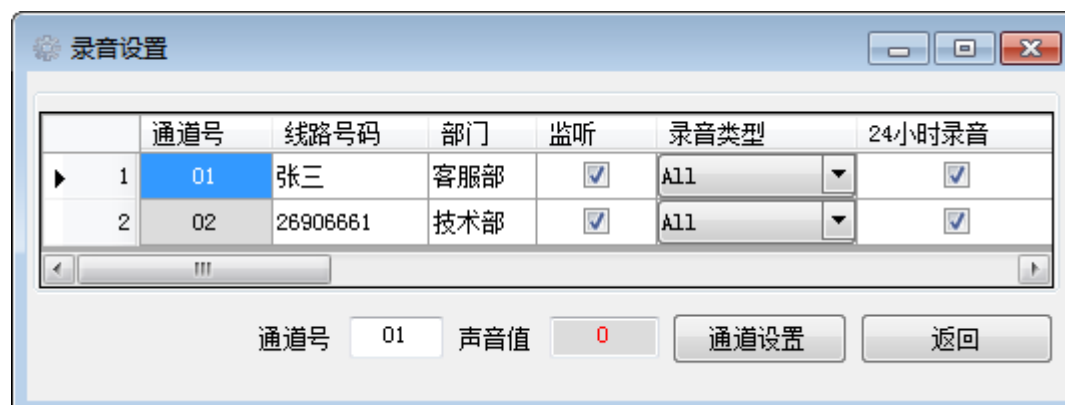 录音设置
通道号 线路号码 部门 监听 录音类型 24小时录音
1 01 张三 客服部 All
2 02 26906661 技术部 All
通道号 01 声音值 0 通道设置 返回